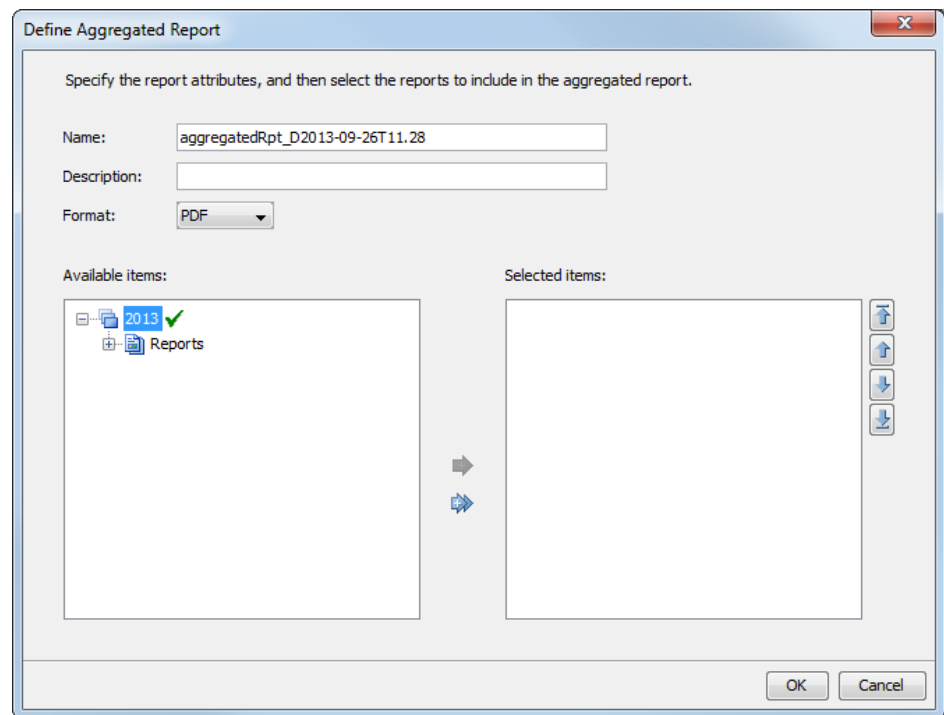 Define Aggregated Report
Specify the report attributes, and then select the reports to include in the aggregated report.
Name: aggregatedRpt_D2013-09-26T11.28
Description:
Format: PDF
Available items: Selected items:
2013
Reports
OK Cancel